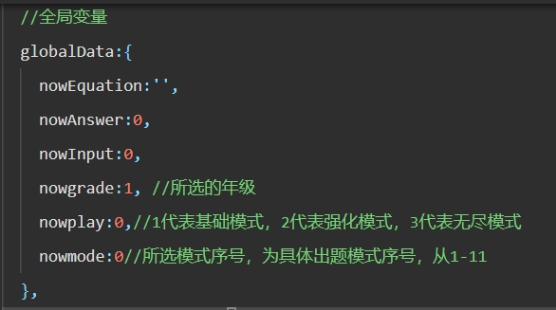 //全局变量
globalData:{
nowEquation:'',
nowAnswer:0,
nowInput:0,
nowgrade:1, //所选的年级
nowplay:0,//1代表基础模式，2代表强化模式，3代表无尽模式
nowmode:0//所选模式序号，为具体出题模式序号，从1-11
},